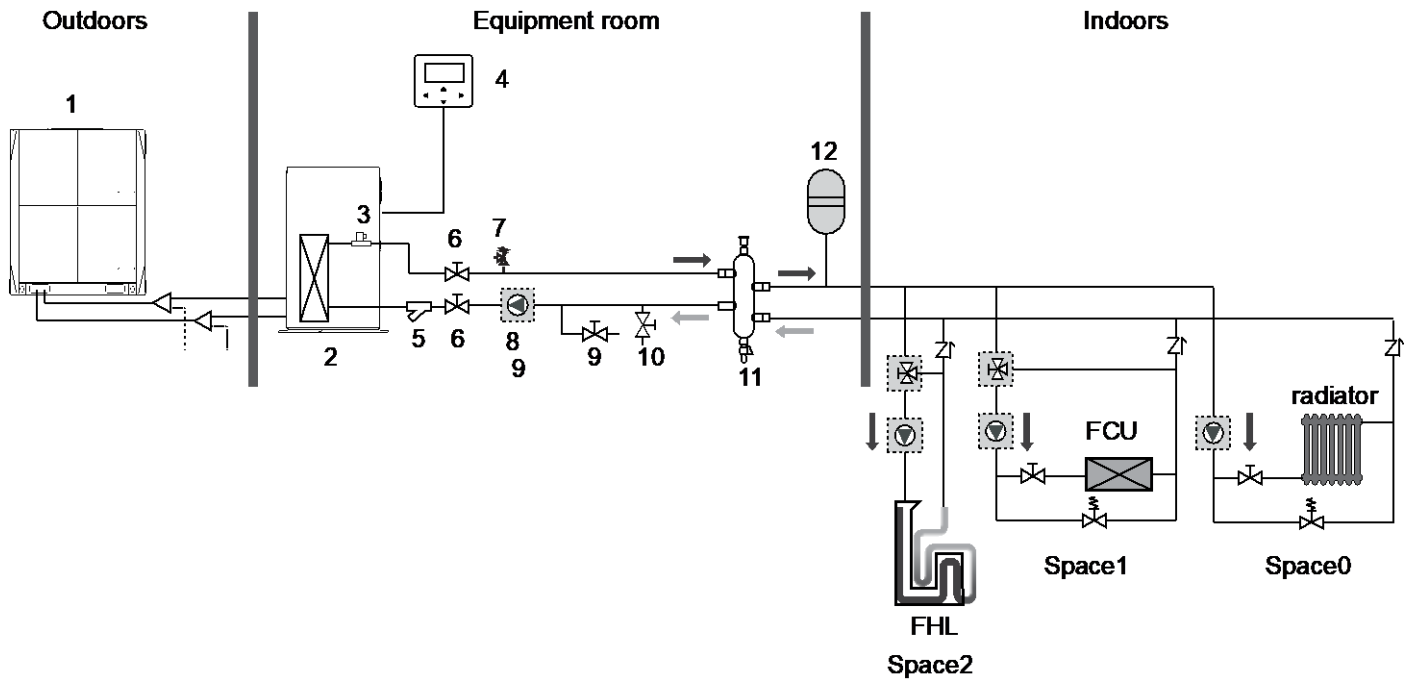 Outdoors
Equipment room
Indoors
1
4
12
3
6
7
2
5
6
8
9
9
10
11
radiator
FCU
Space1
Space0
FHL
Space2